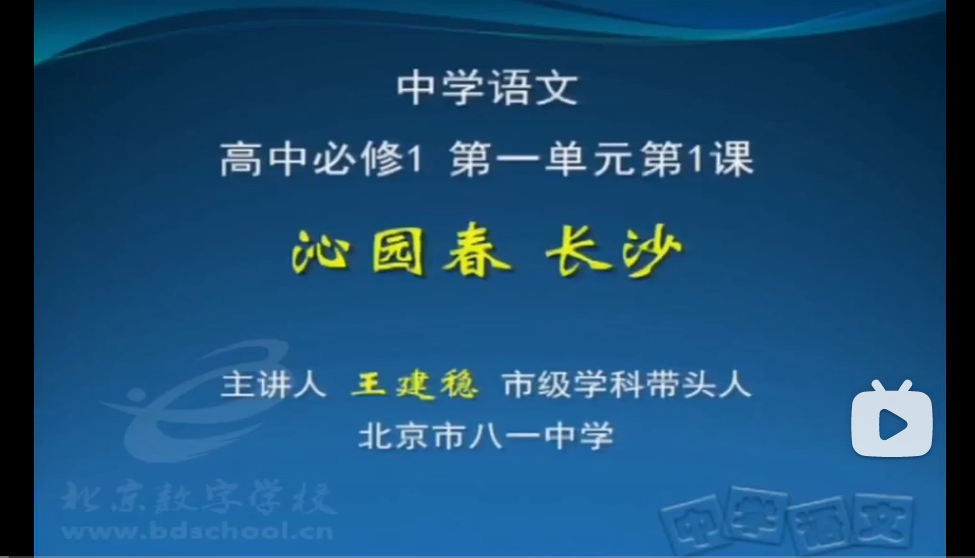 中学语文
高中必修1 第一单元第1课
沁园春 长沙
主讲人 王建稳 市级学科带头人
北京市八一中学
北京数字学校
www.bdschool.cn
中学语文